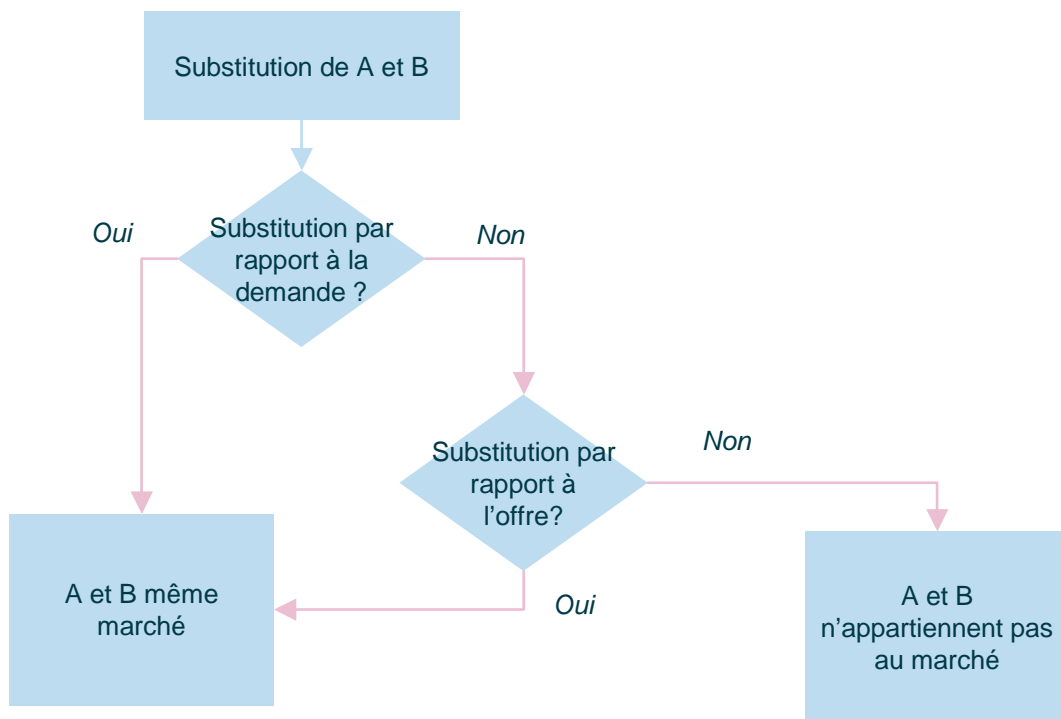 Substitution de A et B
Oui
Substitution par
rapport à la
demande ?
Non
Substitution par
rapport à
l’offre?
Non
A et B même
marché
Oui
A et B
n’appartiennent pas
au marché